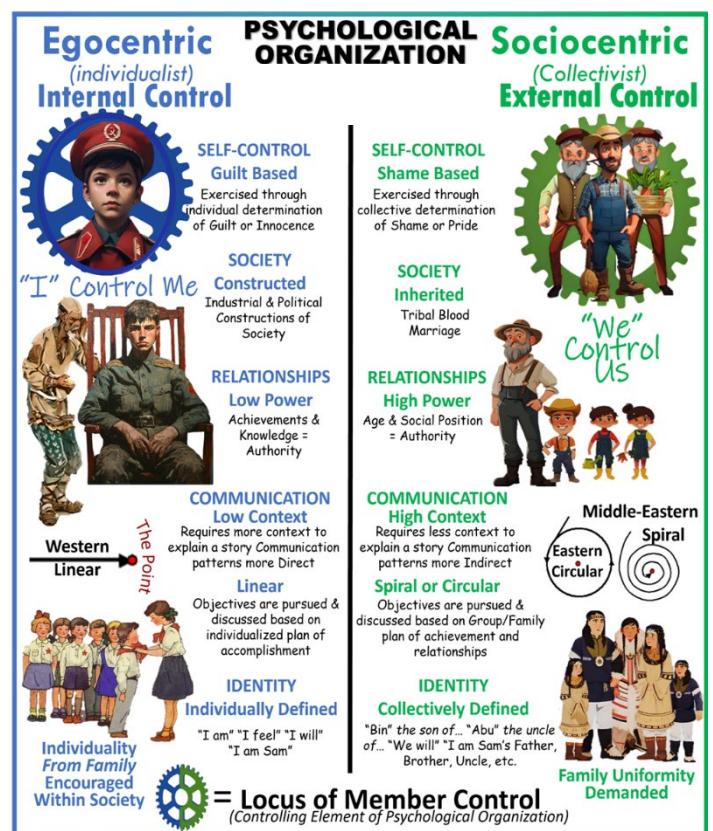 PSYCHOLOGICAL
ORGANIZATION
Egocentric
(individualist)
Internal Control
Sociocentric
(Collectivist)
External Control
SELF-CONTROL
Guilt Based
Exercised through
individual determination
of Guilt or Innocence
"I" Control Me
SOCIETY
Constructed
Industrial & Political
Constructions of
Society
RELATIONSHIPS
Low Power
Achievements &
Knowledge =
Authority
COMMUNICATION
Low Context
Requires more context to
explain a story Communication
patterns more Direct
Western
Linear
The Point
Linear
Objectives are pursued &
discussed based on
individualized plan of
accomplishment
IDENTITY
Individually Defined
"I am" "I feel" "I will"
"I am Sam"
Individuality
From Family
Encouraged
Within Society
SELF-CONTROL
Shame Based
Exercised through
collective determination
of Shame or Pride
SOCIETY
Inherited
Tribal Blood
Marriage
"We"
Control
Us
RELATIONSHIPS
High Power
Age & Social Position
= Authority
COMMUNICATION
High Context
Requires less context to
explain a story Communication
patterns more Indirect
Middle-Eastern
Spiral
Eastern
Circular
Spiral or Circular
Objectives are pursued &
discussed based on Group/Family
plan of achievement and
relationships
IDENTITY
Collectively Defined
"Bin" the son of... "Abu" the uncle
of... "We will" "I am Sam's Father,
Brother, Uncle, etc.
Family Uniformity
Demanded
= Locus of Member Control
(Controlling Element of Psychological Organization)